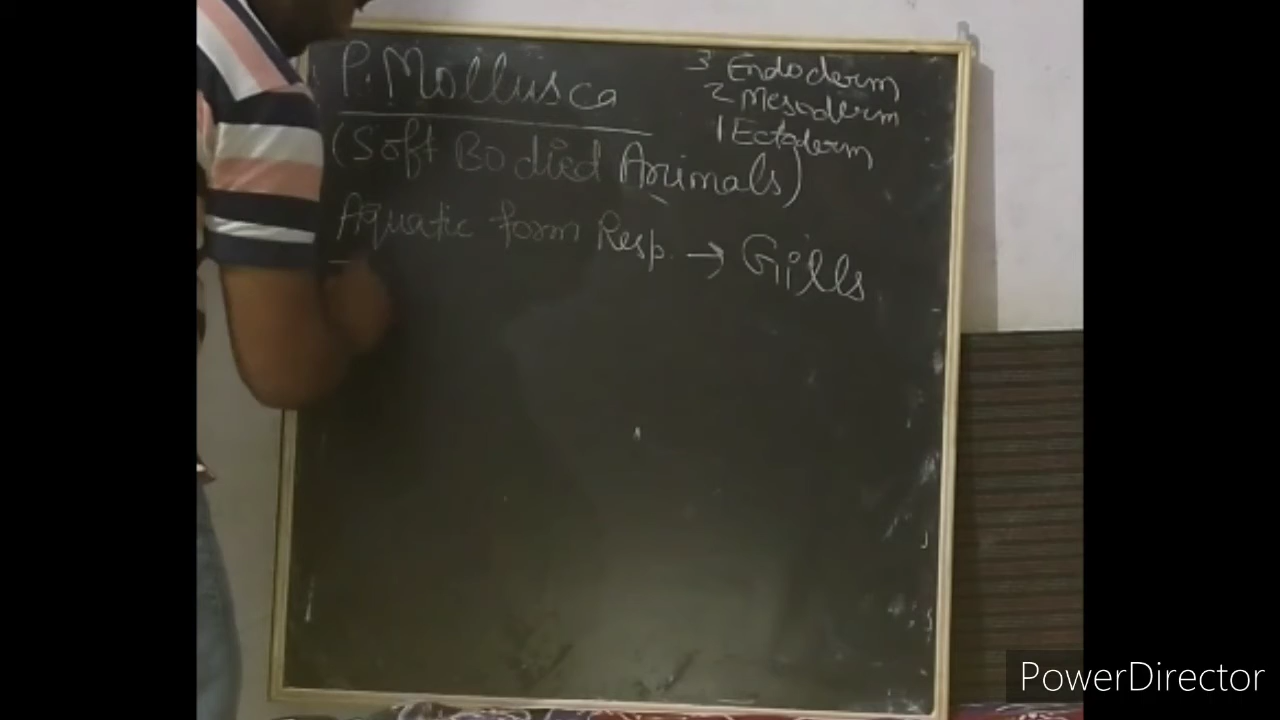 P. Mollusca
(Soft Bodied Animals)
Aquatic form Resp. → Gills
3 Endoderm
2 Mesoderm
1 Ectoderm
PowerDirector